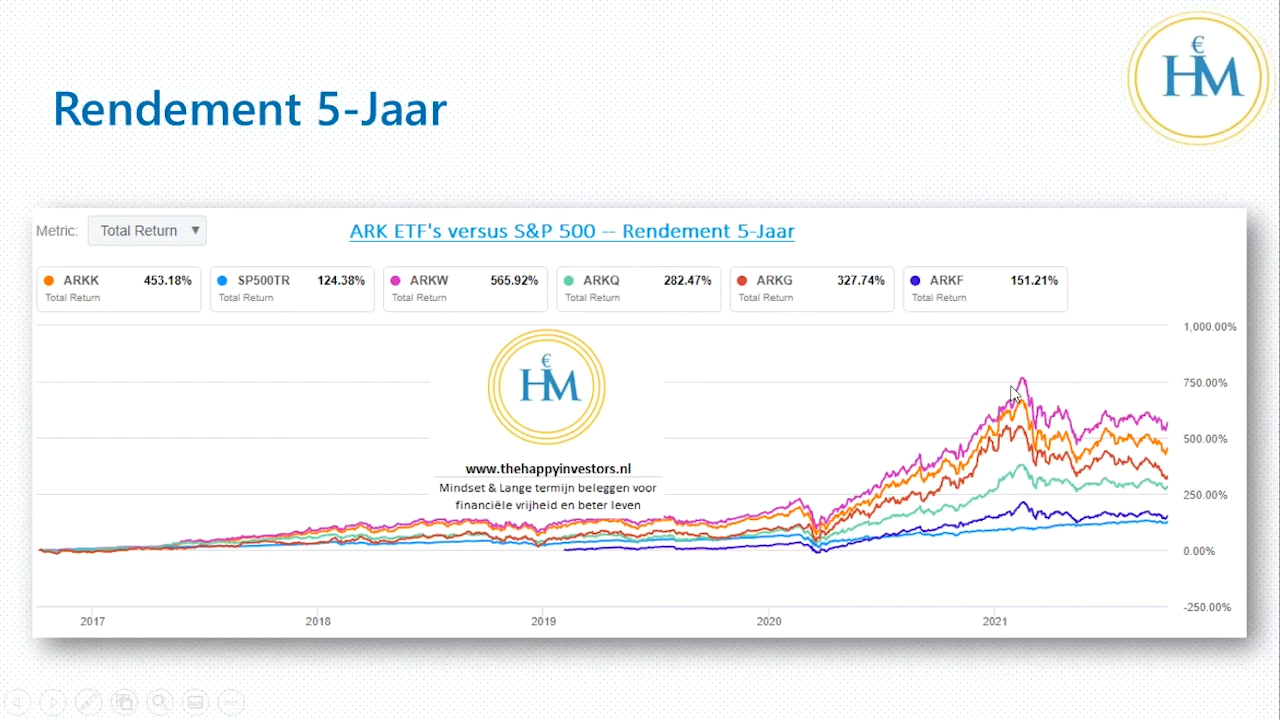 €
HM
Rendement 5-Jaar
Metric: Total Return ▼
ARK ETF's versus S&P 500 -- Rendement 5-Jaar
ARKK 453.18%
Total Return
SP500TR 124.38%
Total Return
ARKW 565.92%
Total Return
ARKQ 282.47%
Total Return
ARKG 327.74%
Total Return
ARKF 151.21%
Total Return
1,000.00%
750.00%
500.00%
250.00%
0.00%
-250.00%
€
HM
www.thehappyinvestors.nl
Mindset & Lange termijn beleggen voor
financiële vrijheid en beter leven
2017 2018 2019 2020 2021